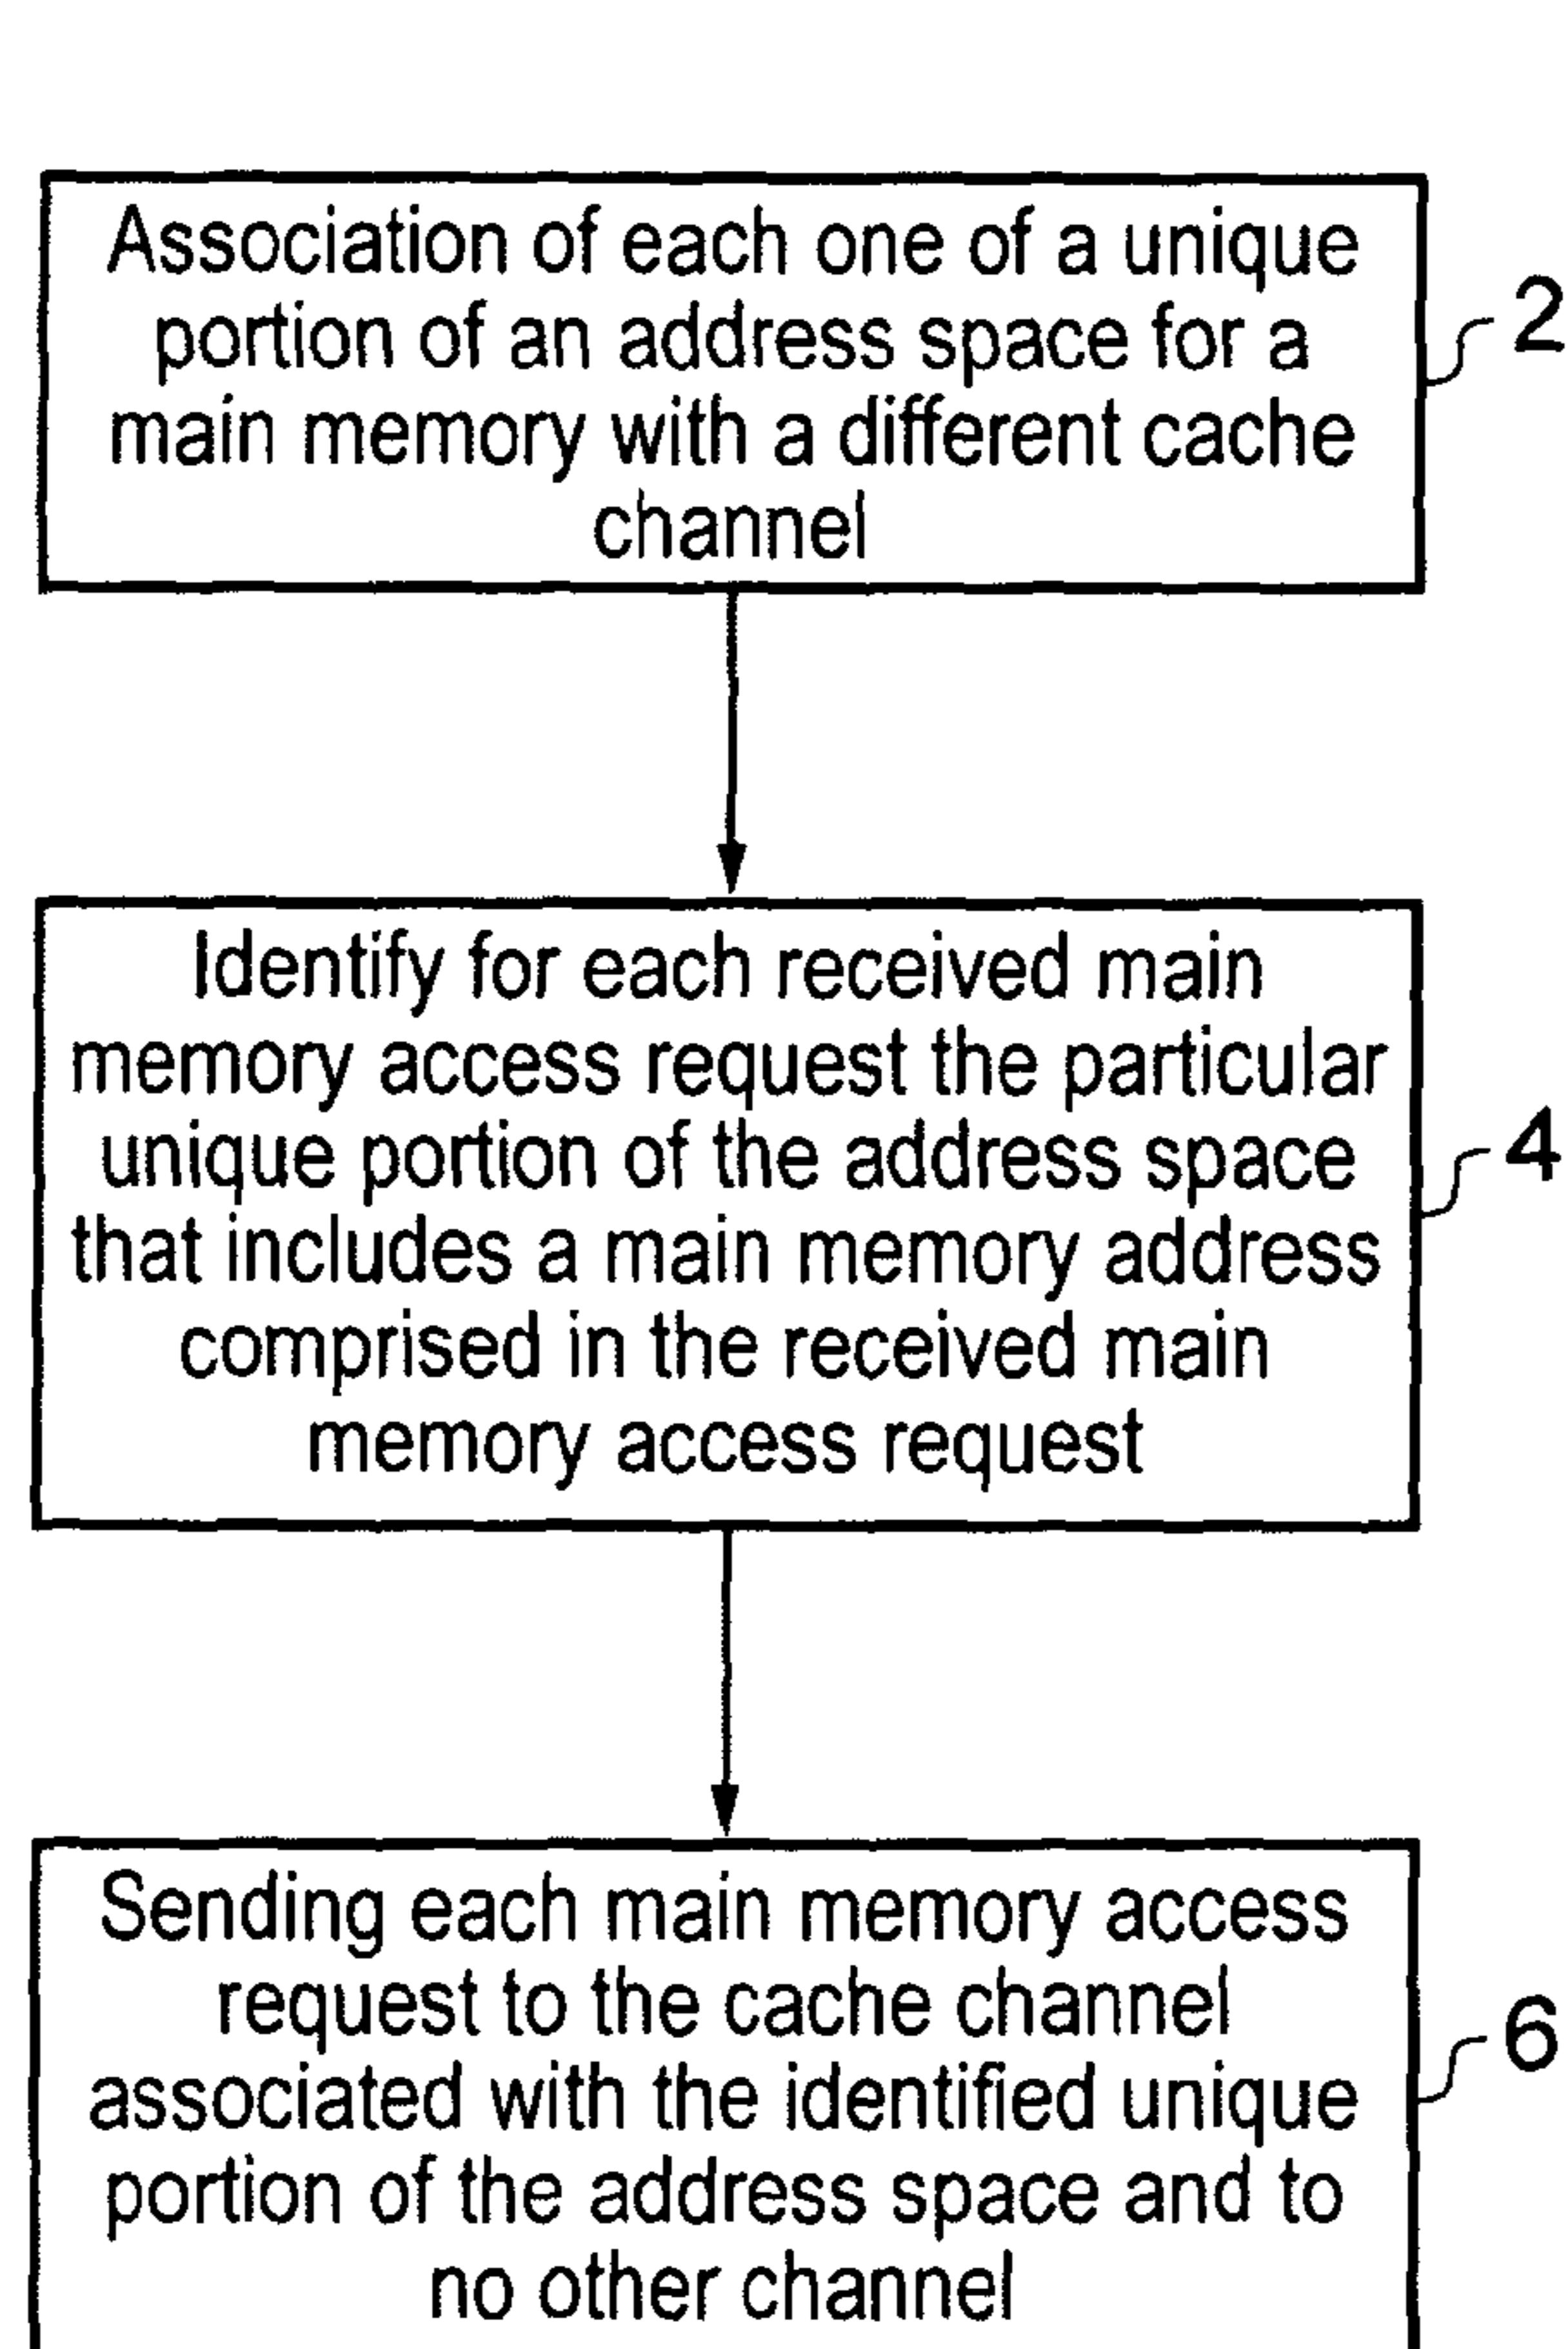 Association of each one of a unique
portion of an address space for a
main memory with a different cache
channel
2
Identify for each received main
memory access request the particular
unique portion of the address space
that includes a main memory address
comprised in the received main
memory access request
4
Sending each main memory access
request to the cache channel
associated with the identified unique
portion of the address space and to
no other channel
6